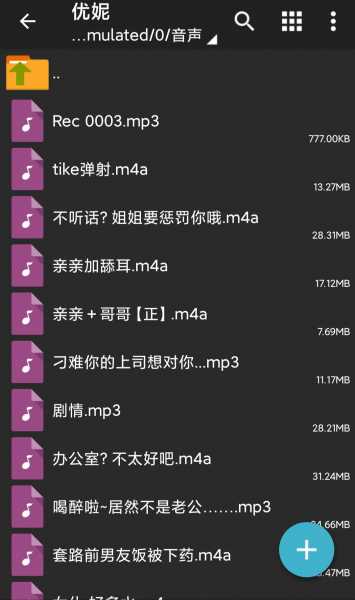 优妮
...mulated/0/音声
..
Rec 0003.mp3
777.00KB
tike弹射.m4a
13.27MB
不听话? 姐姐要惩罚你哦.m4a
28.31MB
亲亲加舔耳.m4a
17.12MB
亲亲+哥哥【正】.m4a
7.69MB
刁难你的上司想对你...mp3
11.17MB
剧情.mp3
28.21MB
办公室? 不太好吧.m4a
31.24MB
喝醉啦~居然不是老公.......mp3
套路前男友饭被下药.m4a